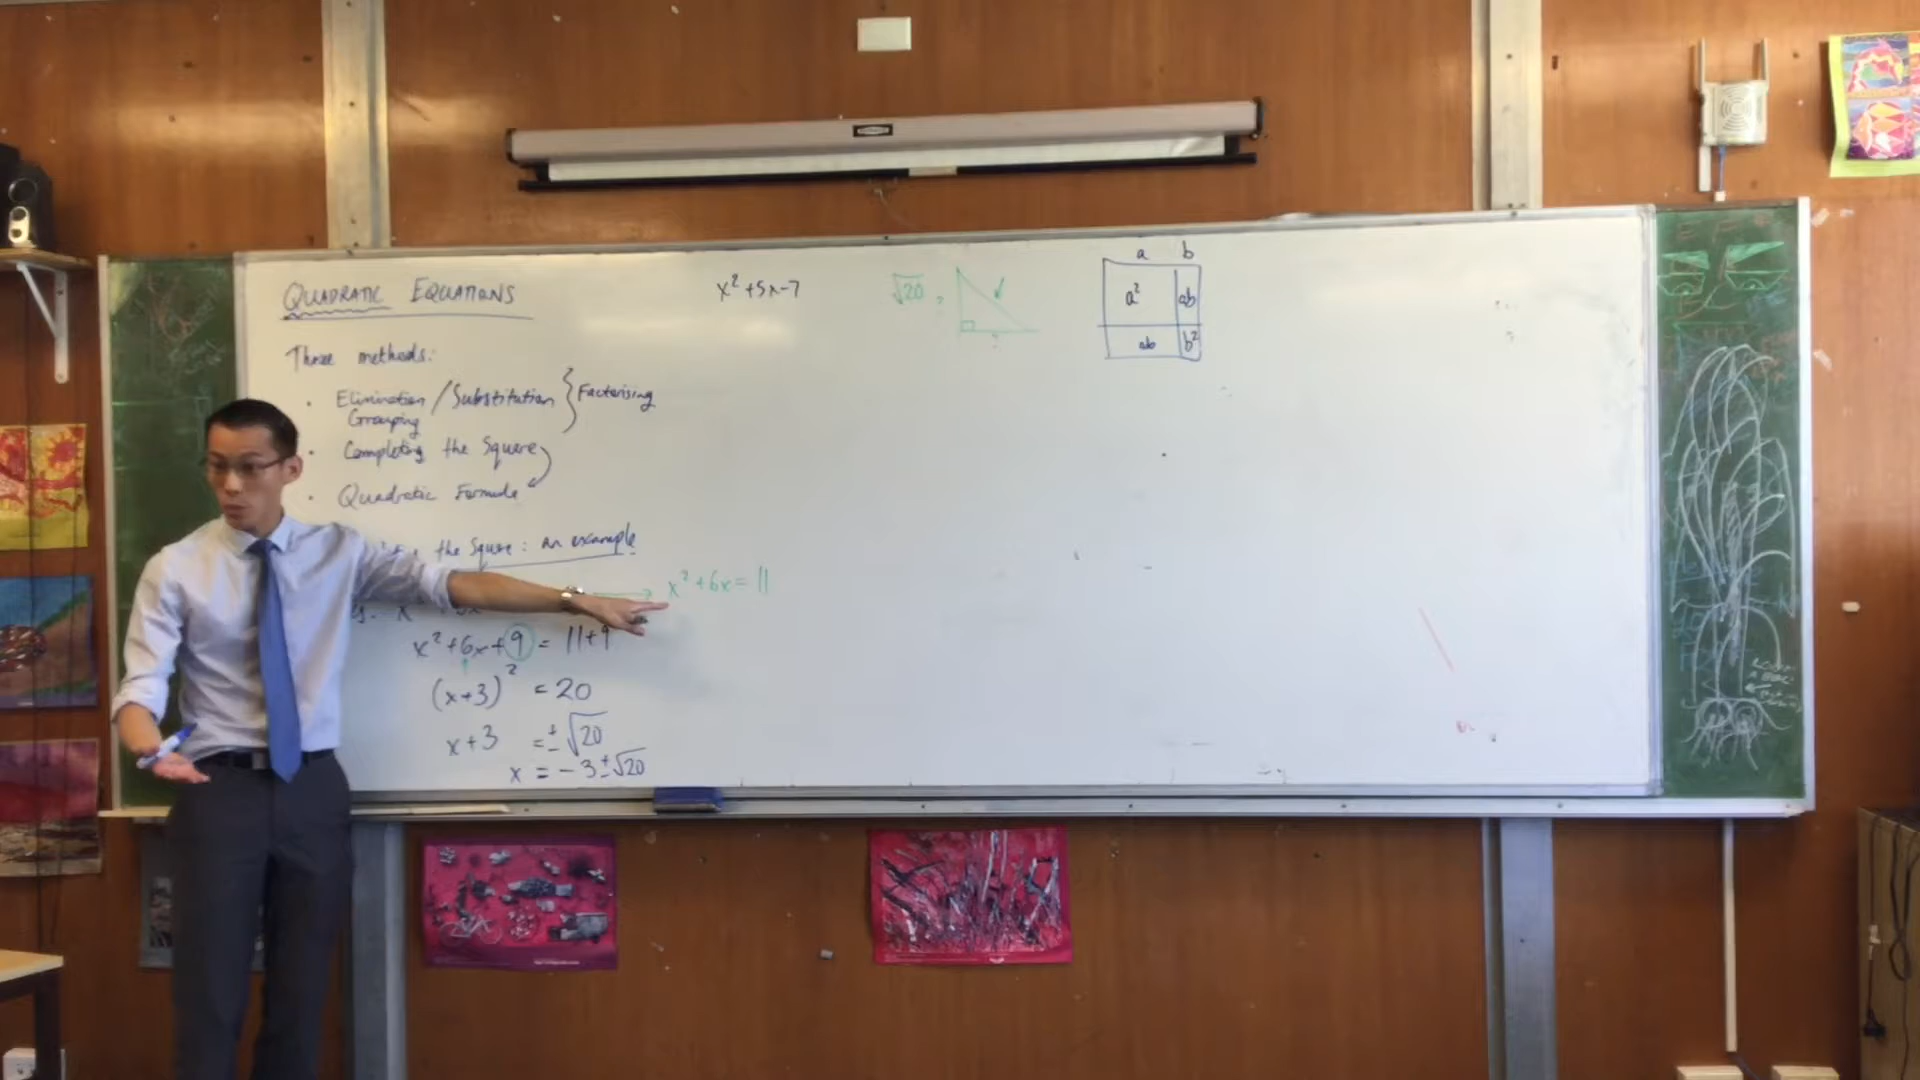 QUADRATIC EQUATIONS
Three methods:
· Elimination / Substitution } Factorising
Grouping
· Completing the Square
· Quadratic Formula
the Square: an example
→ x² + 6x = 11
x² + 6x + 9 = 11 + 9
(x+3)² = 20
x + 3 = ± √20
x = -3 ± √20
x² + 5x - 7
√20 ?
?
a b
a² ab
ab b²